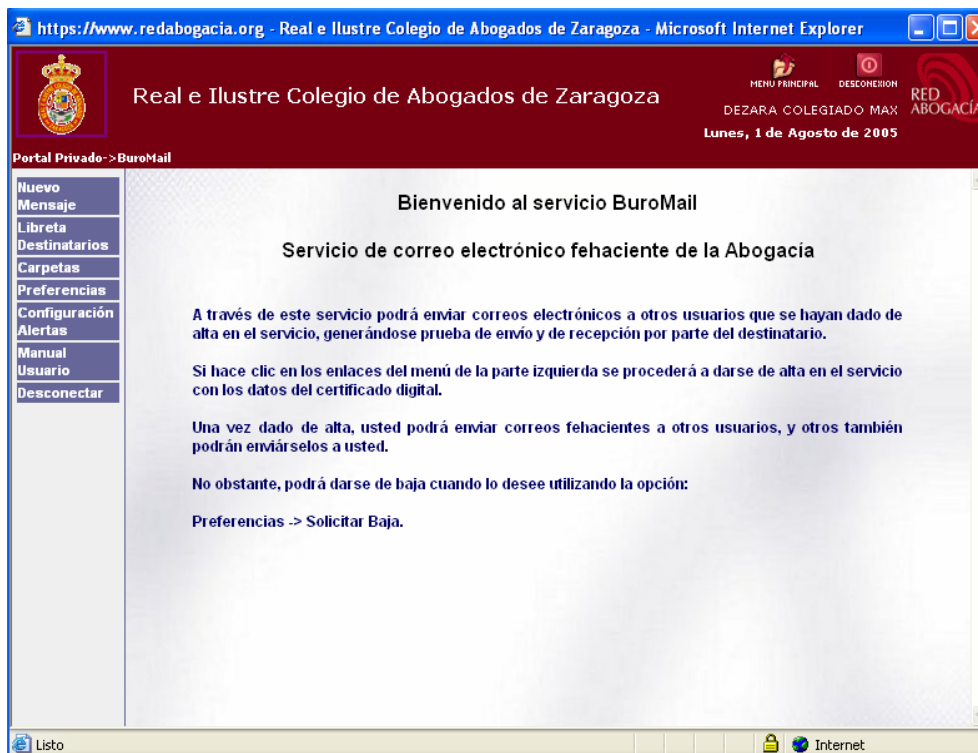 https://www.redabogacia.org - Real e Ilustre Colegio de Abogados de Zaragoza - Microsoft Internet Explorer
MENU PRINCIPAL
DESCONEXION
Real e Ilustre Colegio de Abogados de Zaragoza
RED
ABOGACÍA
DEZARA COLEGIADO MAX
Lunes, 1 de Agosto de 2005
Portal Privado->BuroMail
Nuevo
Mensaje
Libreta
Destinatarios
Carpetas
Preferencias
Configuración
Alertas
Manual
Usuario
Desconectar
Bienvenido al servicio BuroMail
Servicio de correo electrónico fehaciente de la Abogacía
A través de este servicio podrá enviar correos electrónicos a otros usuarios que se hayan dado de
alta en el servicio, generándose prueba de envío y de recepción por parte del destinatario.
Si hace clic en los enlaces del menú de la parte izquierda se procederá a darse de alta en el servicio
con los datos del certificado digital.
Una vez dado de alta, usted podrá enviar correos fehacientes a otros usuarios, y otros también
podrán enviárselos a usted.
No obstante, podrá darse de baja cuando lo desee utilizando la opción:
Preferencias -> Solicitar Baja.
Listo
Internet